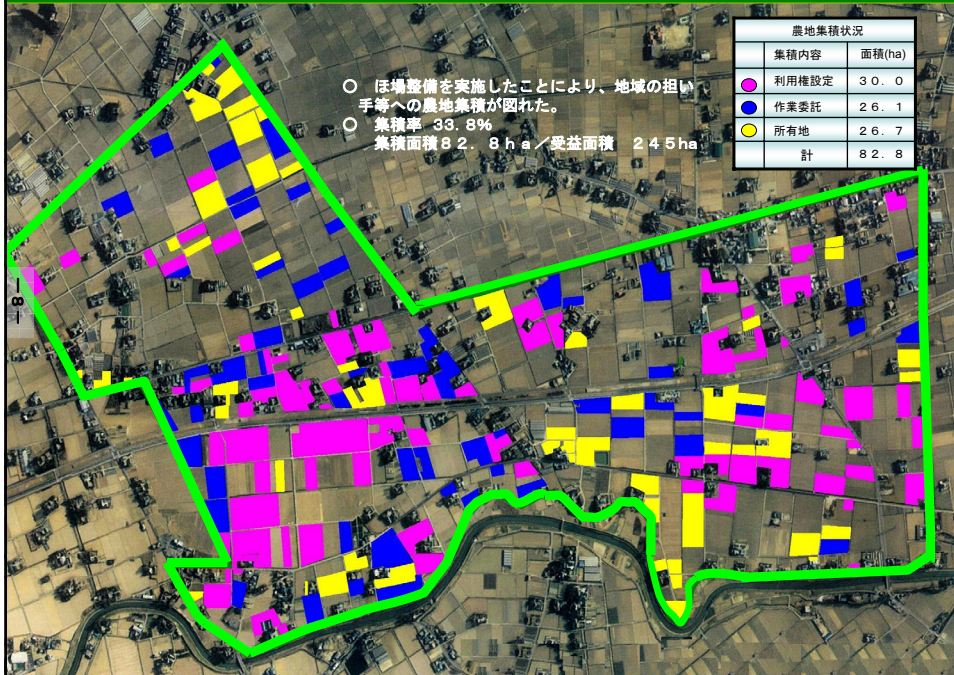 ○ ほ場整備を実施したことにより、地域の担い
手等への農地集積が図れた。
○ 集積率 33.8%
集積面積82.8ha/受益面積 245ha
農地集積状況
集積内容 面積(ha)
利用権設定 30.0
作業委託 26.1
所有地 26.7
計 82.8
-8-